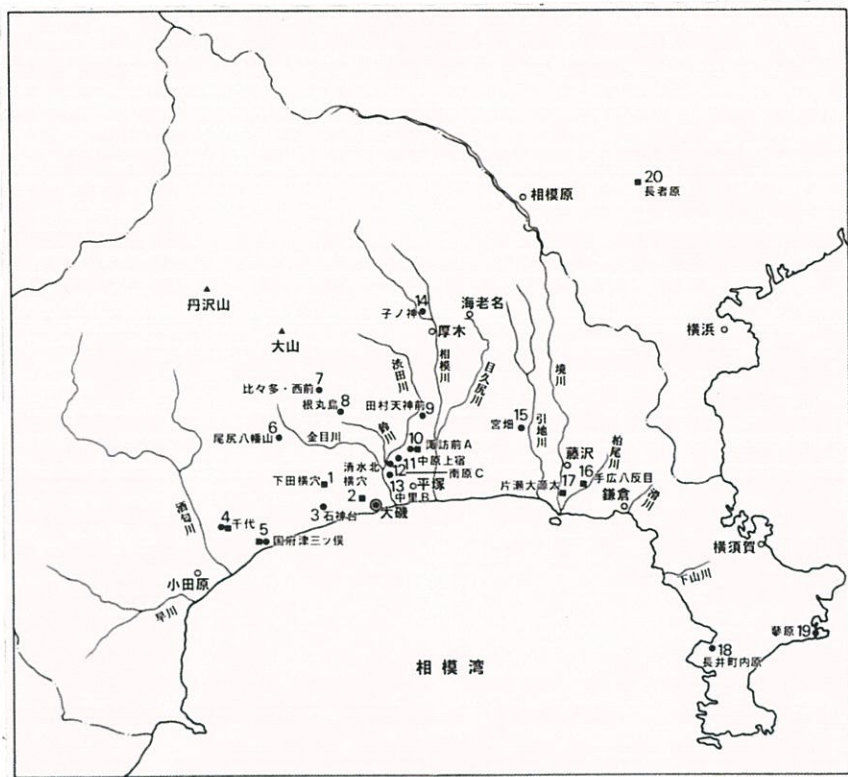 20
長者原
相模原
丹沢山
大山
14
子ノ神
厚木
海老名
横浜
渋田川
相模川
目久尻川
境川
引地川
7
比々多・西前
8
根丸島
鈴川
田村天神前
9
6
尾尻八幡山
金目川
10
諏訪前A
11
中原上宿
12
南原C
15
宮畑
藤沢
柏尾川
16
手広八反目
17
片瀬大源太
鎌倉
滑川
下田横穴
1
清水北
横穴
2
13
中里B
平塚
大磯
3
石神台
酒匂川
4
千代
5
国府津三ツ俣
小田原
早川
横須賀
下山川
相模湾
18
長井町内原
19